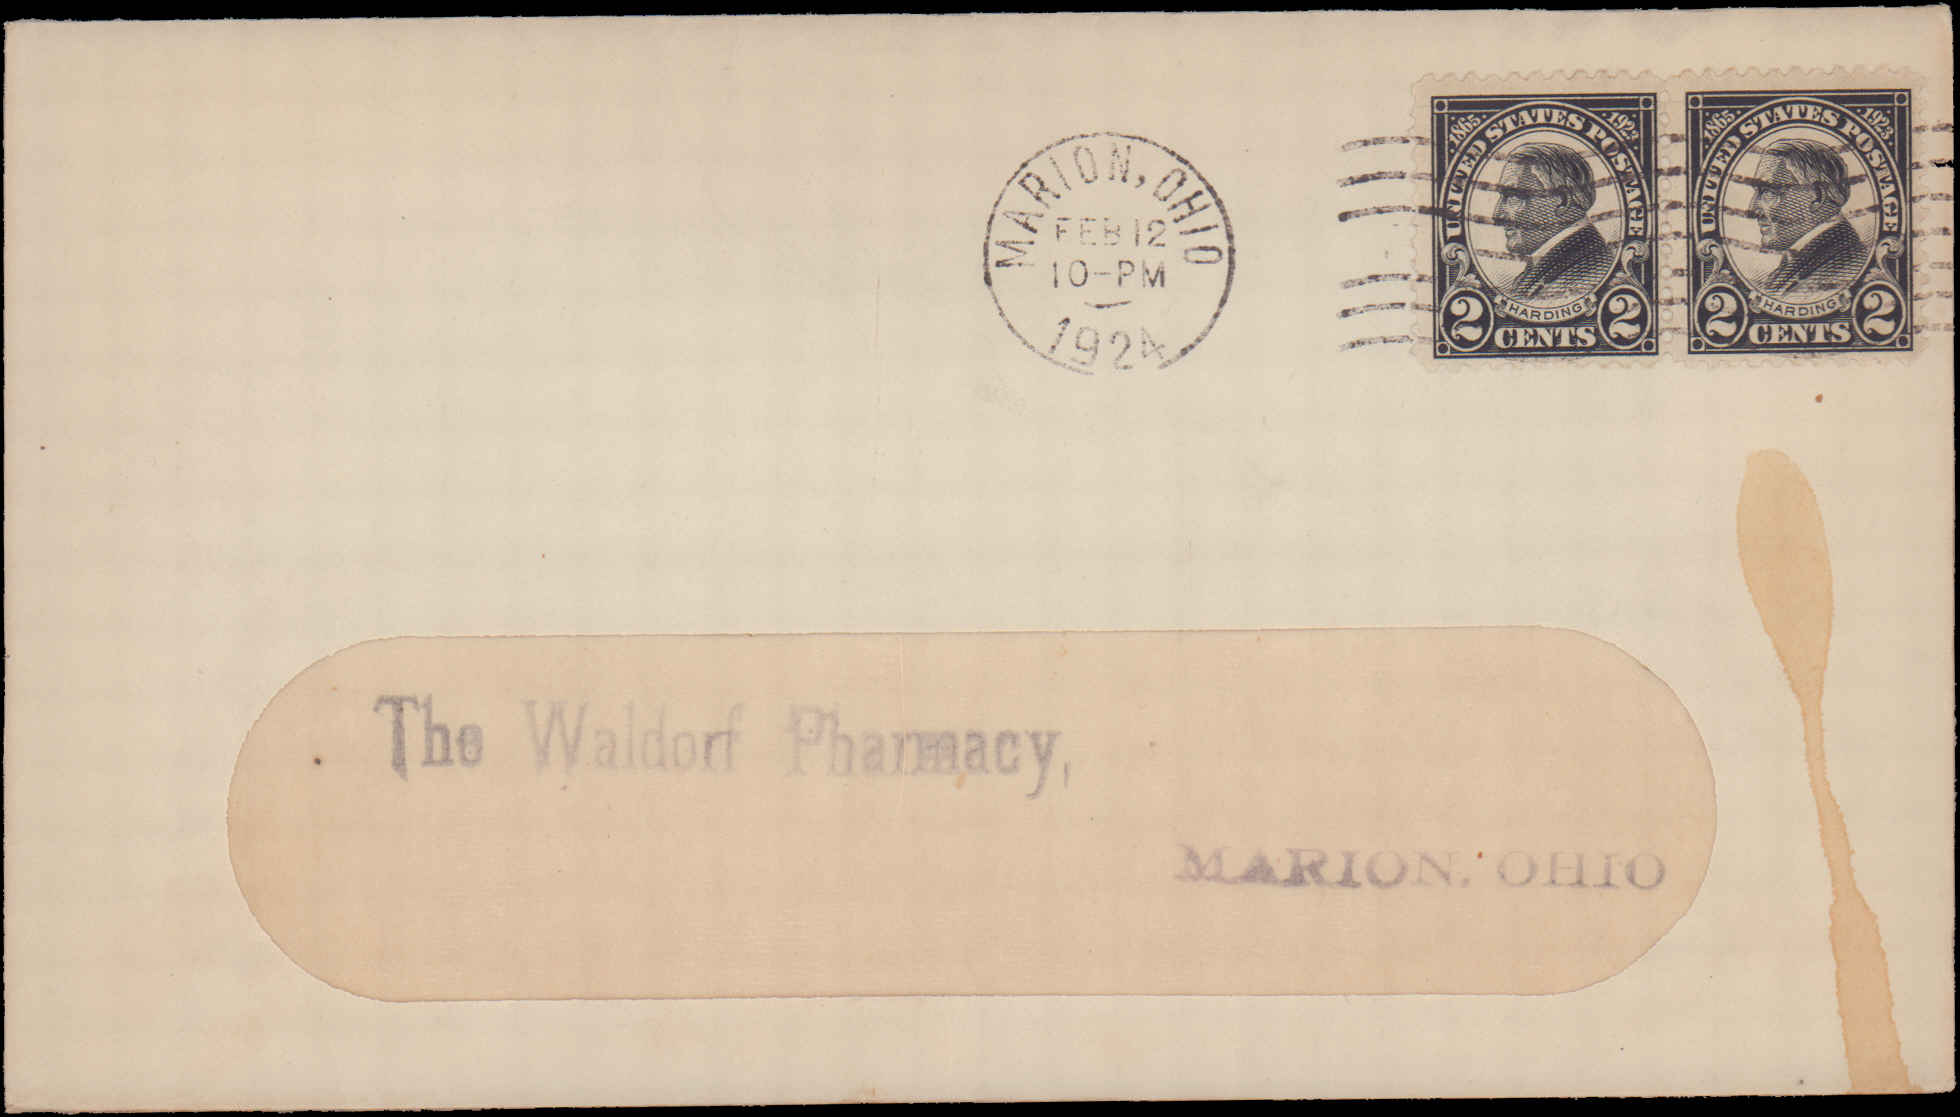 MARION, OHIO
FEB 12
10-PM
1924
1865 1923
UNITED STATES POSTAGE
HARDING
2 CENTS 2
1865 1923
UNITED STATES POSTAGE
HARDING
2 CENTS 2
The Waldorf Pharmacy,
MARION, OHIO